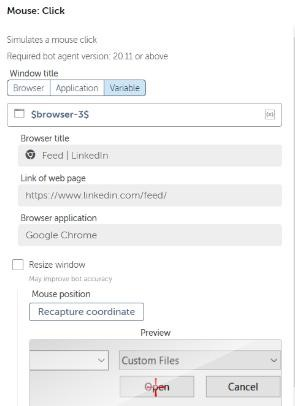 Mouse: Click
Simulates a mouse click
Required bot agent version: 20.11 or above
Window title
Browser Application Variable
$browser-3$
(x)
Browser title
Feed | LinkedIn
Link of web page
https://www.linkedin.com/feed/
Browser application
Google Chrome
Resize window
May improve bot accuracy
Mouse position
Recapture coordinate
Preview
Custom Files
Open Cancel